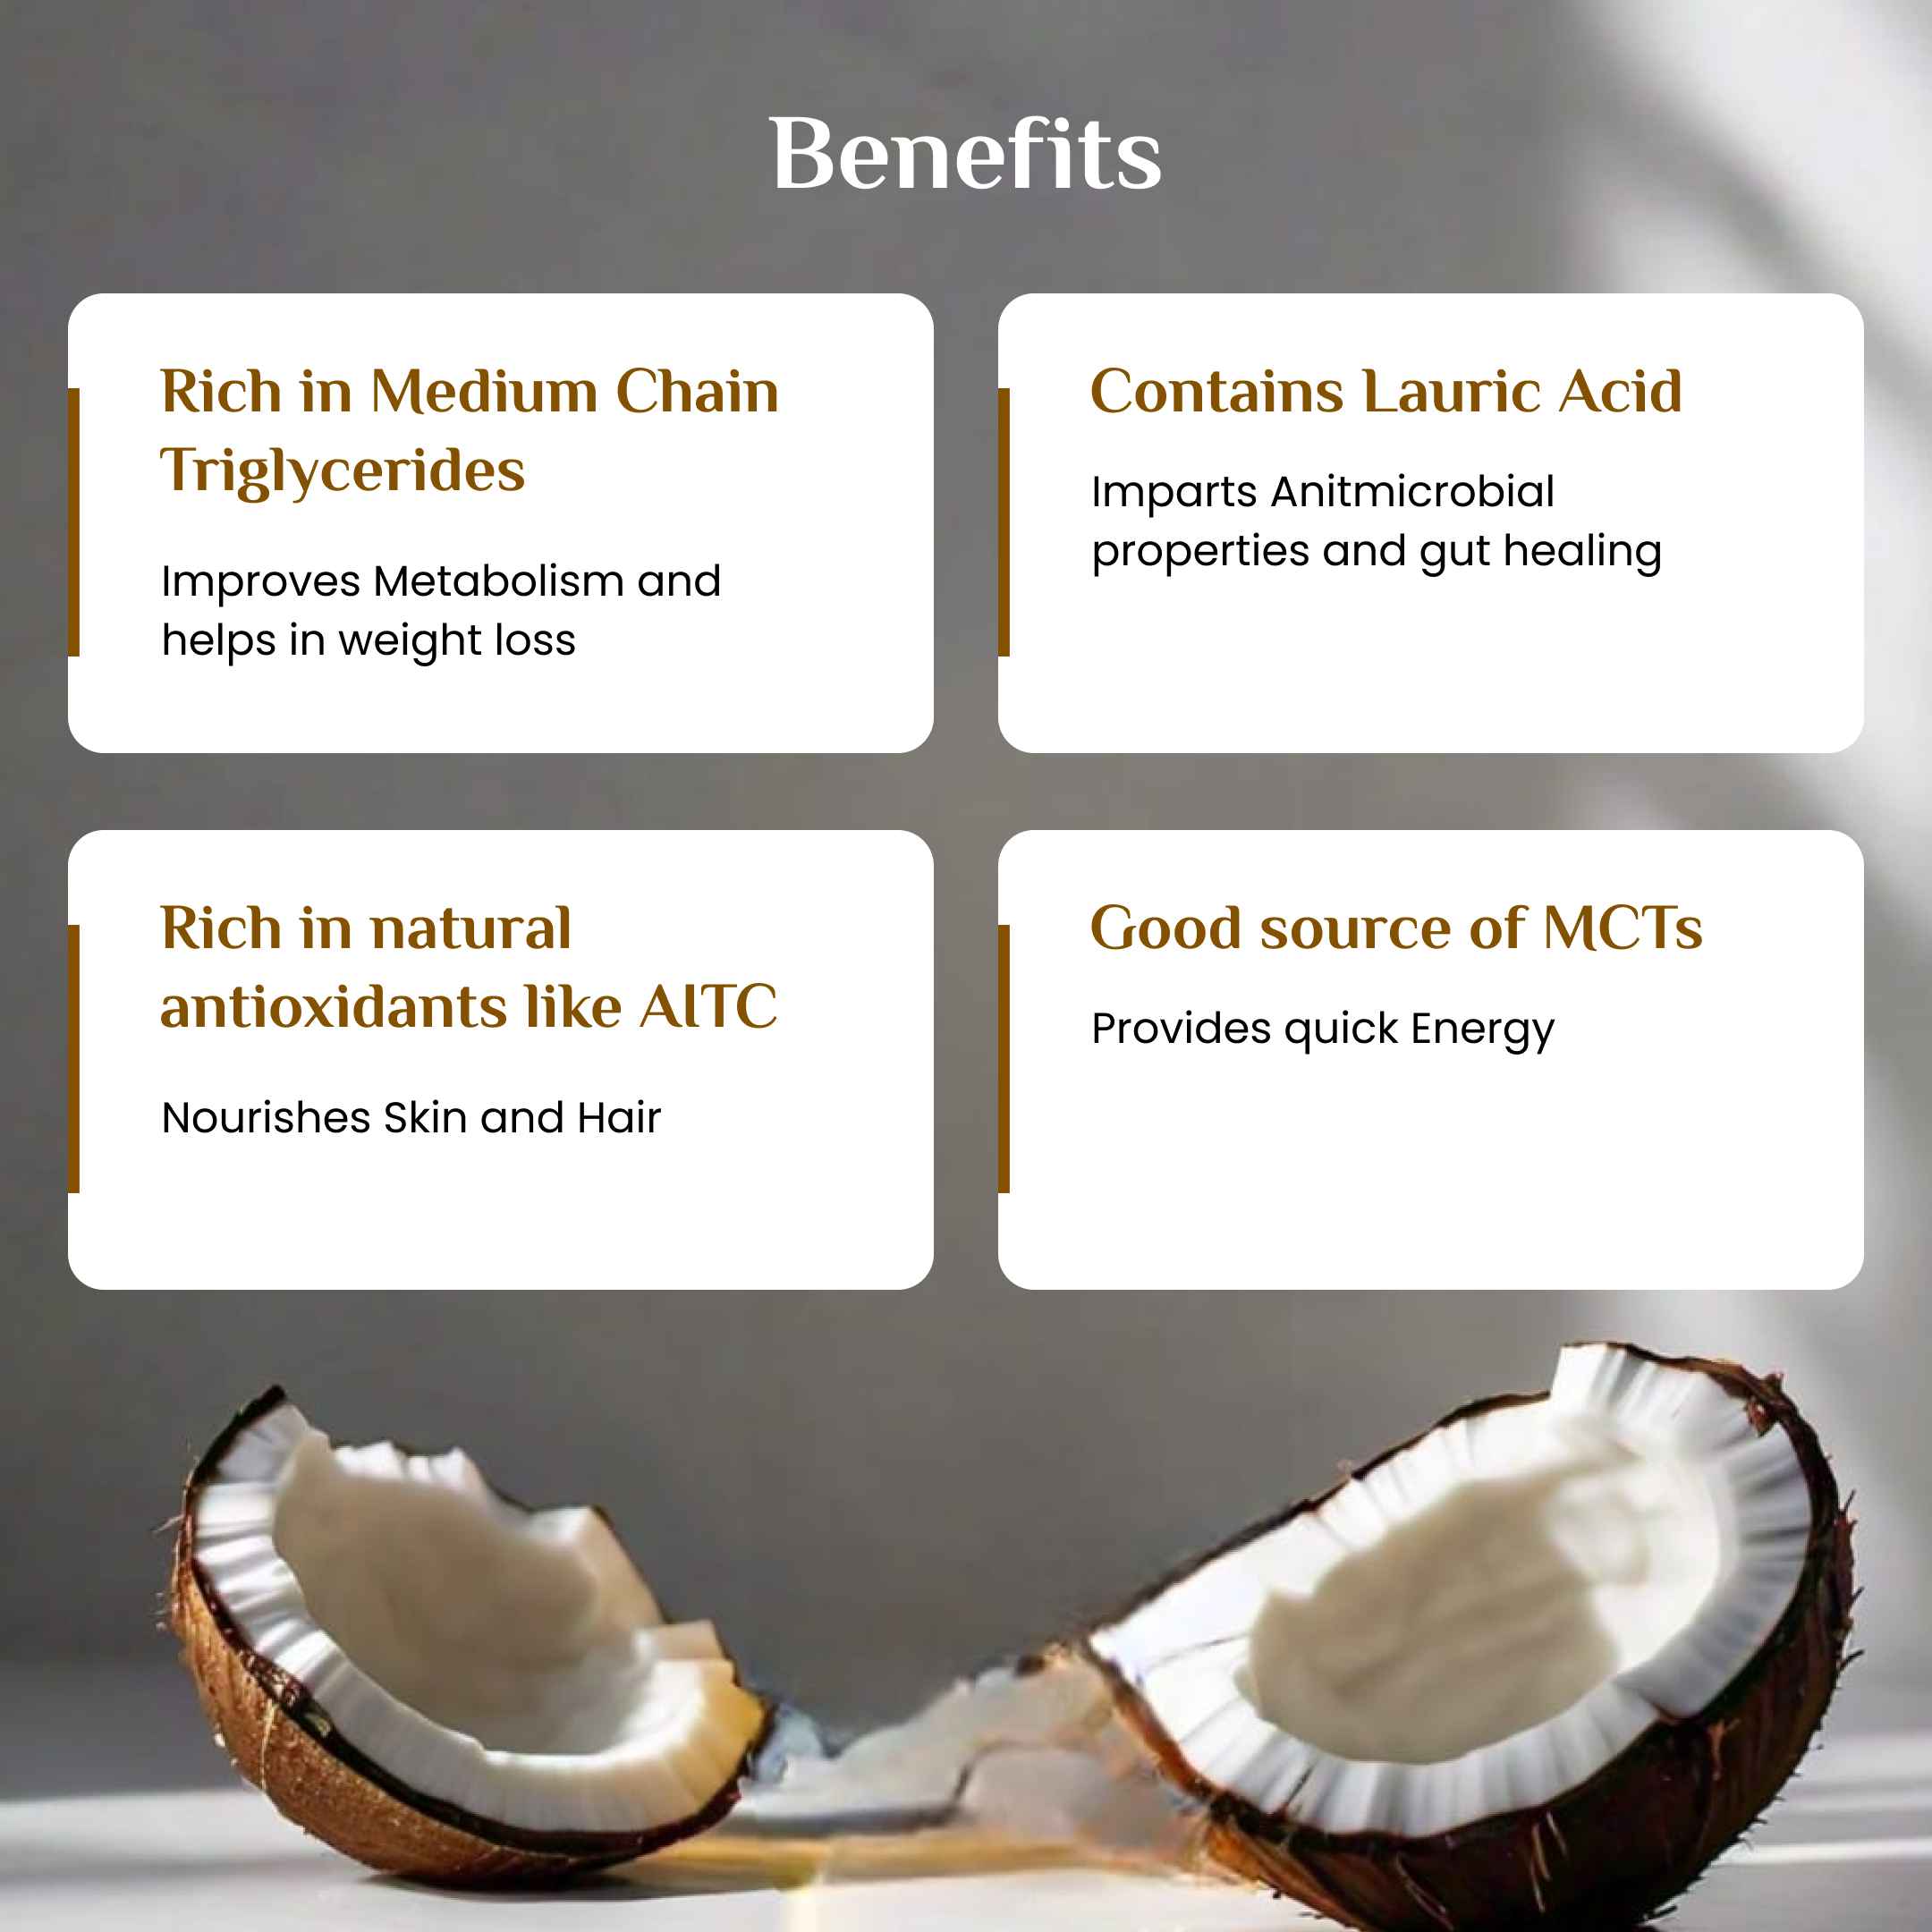 Benefits
Rich in Medium Chain
Triglycerides
Improves Metabolism and
helps in weight loss
Contains Lauric Acid
Imparts Anitmicrobial
properties and gut healing
Rich in natural
antioxidants like AITC
Nourishes Skin and Hair
Good source of MCTs
Provides quick Energy